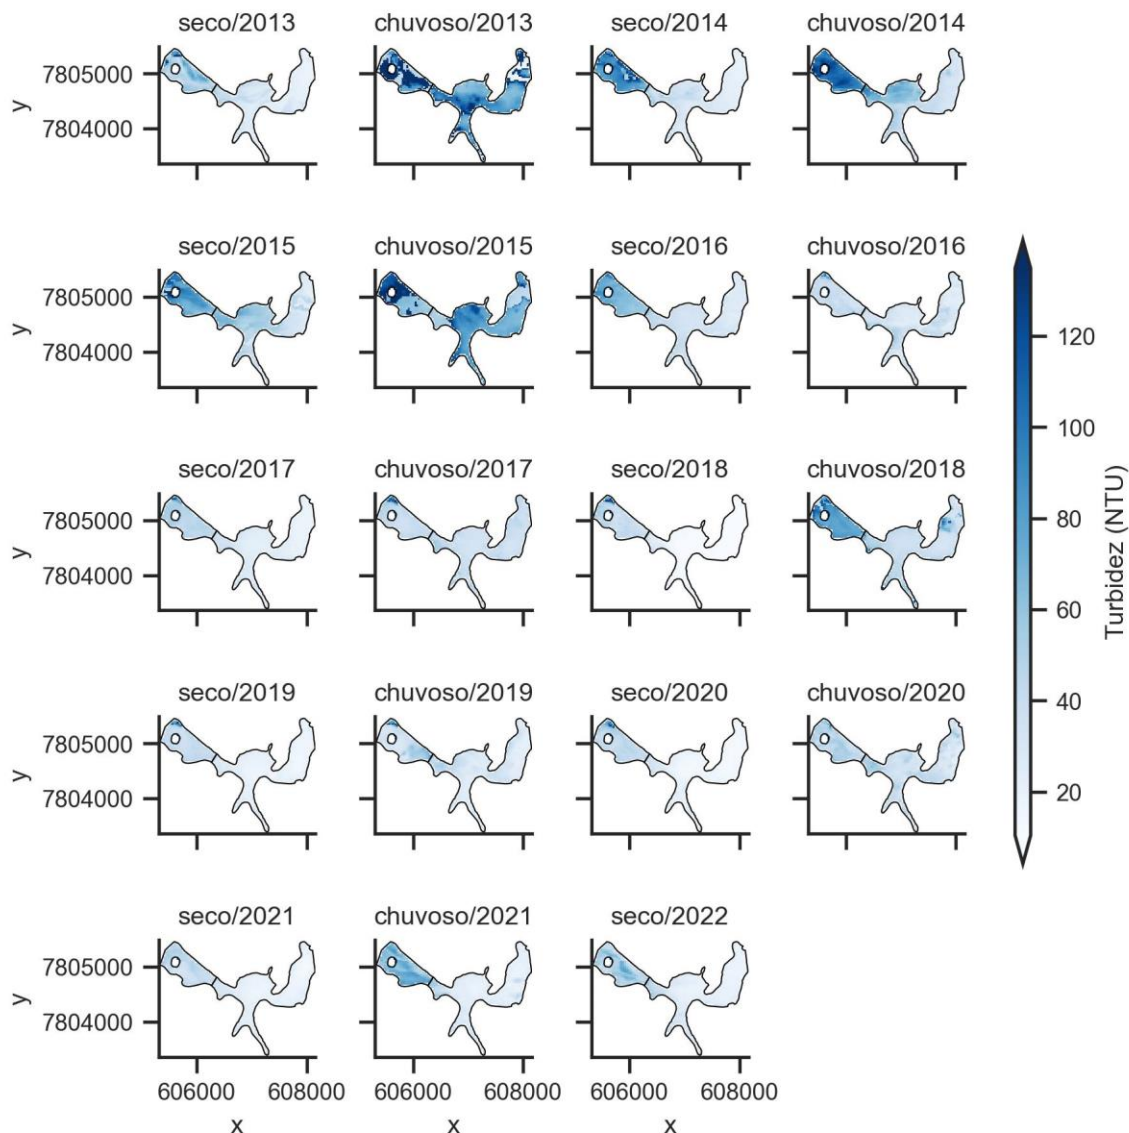 seco/2013 chuvoso/2013 seco/2014 chuvoso/2014
7805000
y
7804000
seco/2015 chuvoso/2015 seco/2016 chuvoso/2016
7805000
y
7804000
120
100
seco/2017 chuvoso/2017 seco/2018 chuvoso/2018
7805000
y
7804000
80
60
Turbidez (NTU)
seco/2019 chuvoso/2019 seco/2020 chuvoso/2020
7805000
y
7804000
40
20
seco/2021 chuvoso/2021 seco/2022
7805000
y
7804000
606000 608000 606000 608000 606000 608000
x x x